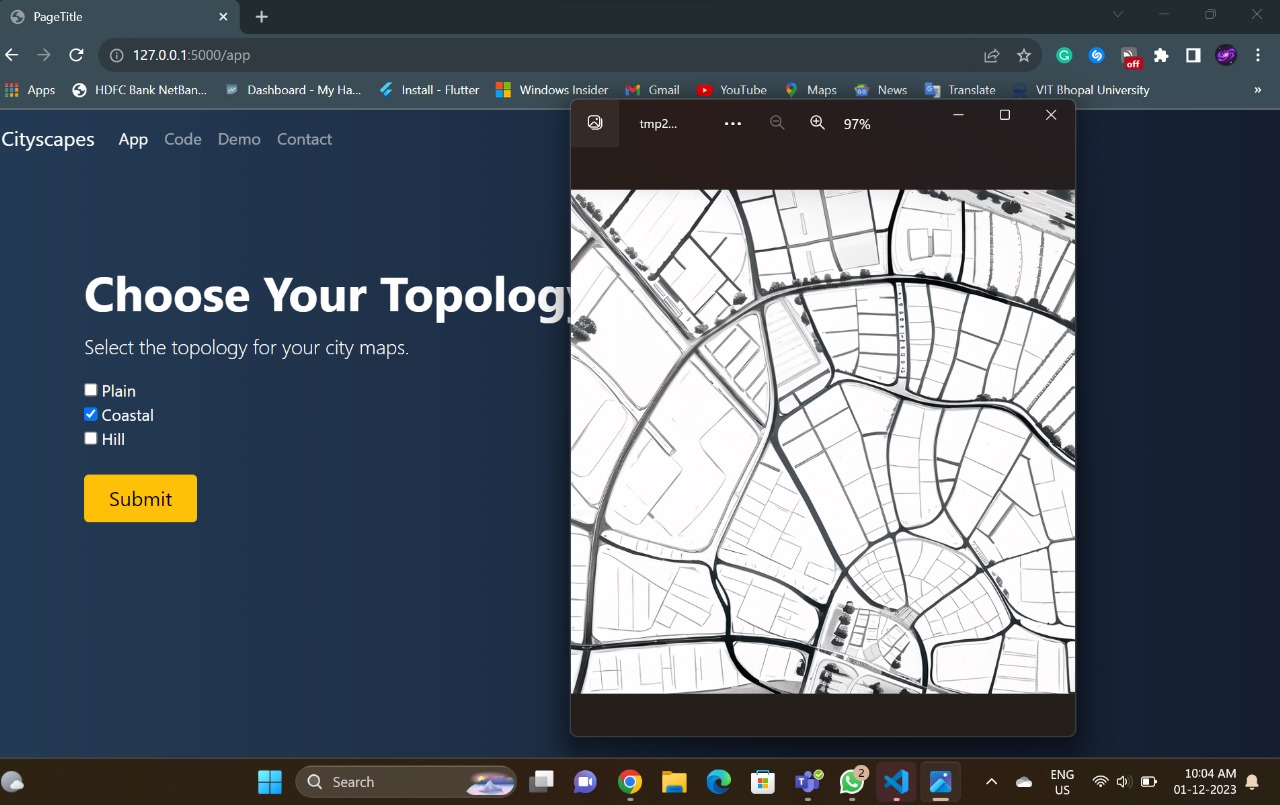 PageTitle
127.0.0.1:5000/app
off
Apps
HDFC Bank NetBan...
Dashboard - My Ha...
Install - Flutter
Windows Insider
Gmail
YouTube
Maps
News
Translate
VIT Bhopal University
»
tmp2...
97%
Cityscapes
App
Code
Demo
Contact
Choose Your Topology
Select the topology for your city maps.
Plain
Coastal
Hill
Submit
Search
2
ENG
US
10:04 AM
01-12-2023